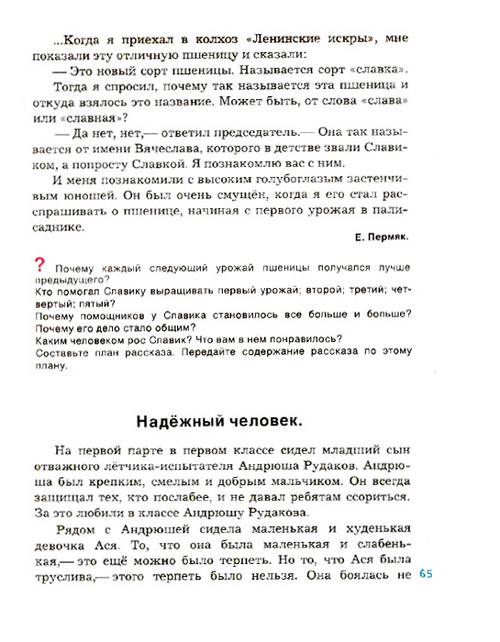 ...Когда я приехал в колхоз «Ленинские искры», мне
показали эту отличную пшеницу и сказали:
— Это новый сорт пшеницы. Называется сорт «славка».
Тогда я спросил, почему так называется эта пшеница и
откуда взялось это название. Может быть, от слова «слава»
или «славная»?
— Да нет, нет,— ответил председатель.— Она так назы-
вается от имени Вячеслава, которого в детстве звали Слави-
ком, а попросту Славкой. Я познакомлю вас с ним.
И меня познакомили с высоким голубоглазым застенчи-
вым юношей. Он был очень смущён, когда я его стал рас-
спрашивать о пшенице, начиная с первого урожая в пали-
саднике.
Е. Пермяк.
? Почему каждый следующий урожай пшеницы получался лучше
предыдущего?
Кто помогал Славику выращивать первый урожай; второй; третий; чет-
вертый; пятый?
Почему помощников у Славика становилось все больше и больше?
Почему его дело стало общим?
Каким человеком рос Славик? Что вам в нём понравилось?
Составьте план рассказа. Передайте содержание рассказа по этому
плану.
Надёжный человек.
На первой парте в первом классе сидел младший сын
отважного лётчика-испытателя Андрюша Рудаков. Андрю-
ша был крепким, смелым и добрым мальчиком. Он всегда
защищал тех, кто послабее, и не давал ребятам ссориться.
За это любили в классе Андрюшу Рудакова.
Рядом с Андрюшей сидела маленькая и худенькая
девочка Ася. То, что она была маленькая и слабень-
кая,— это ещё можно было терпеть. Но то, что Ася была
труслива,— этого терпеть было нельзя. Она боялась не
65